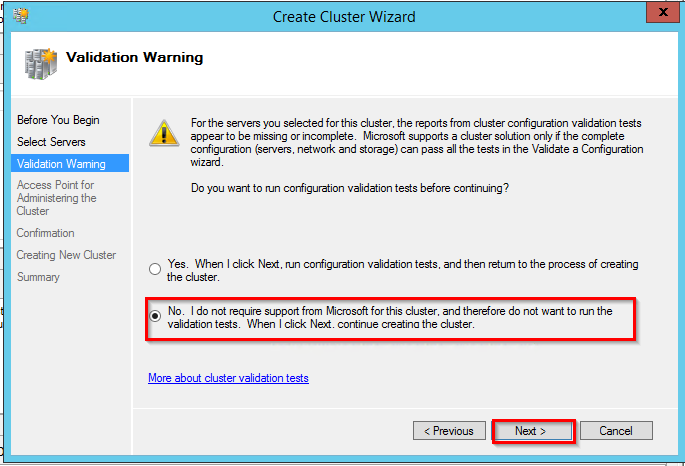 Create Cluster Wizard
x
Validation Warning
Before You Begin
Select Servers
Validation Warning
Access Point for
Administering the
Cluster
Confirmation
Creating New Cluster
Summary
For the servers you selected for this cluster, the reports from cluster configuration validation tests
appear to be missing or incomplete. Microsoft supports a cluster solution only if the complete
configuration (servers, network and storage) can pass all the tests in the Validate a Configuration
wizard.
Do you want to run configuration validation tests before continuing?
Yes. When I click Next, run configuration validation tests, and then return to the process of creating
the cluster.
No. I do not require support from Microsoft for this cluster, and therefore do not want to run the
validation tests. When I click Next, continue creating the cluster.
More about cluster validation tests
< Previous
Next >
Cancel